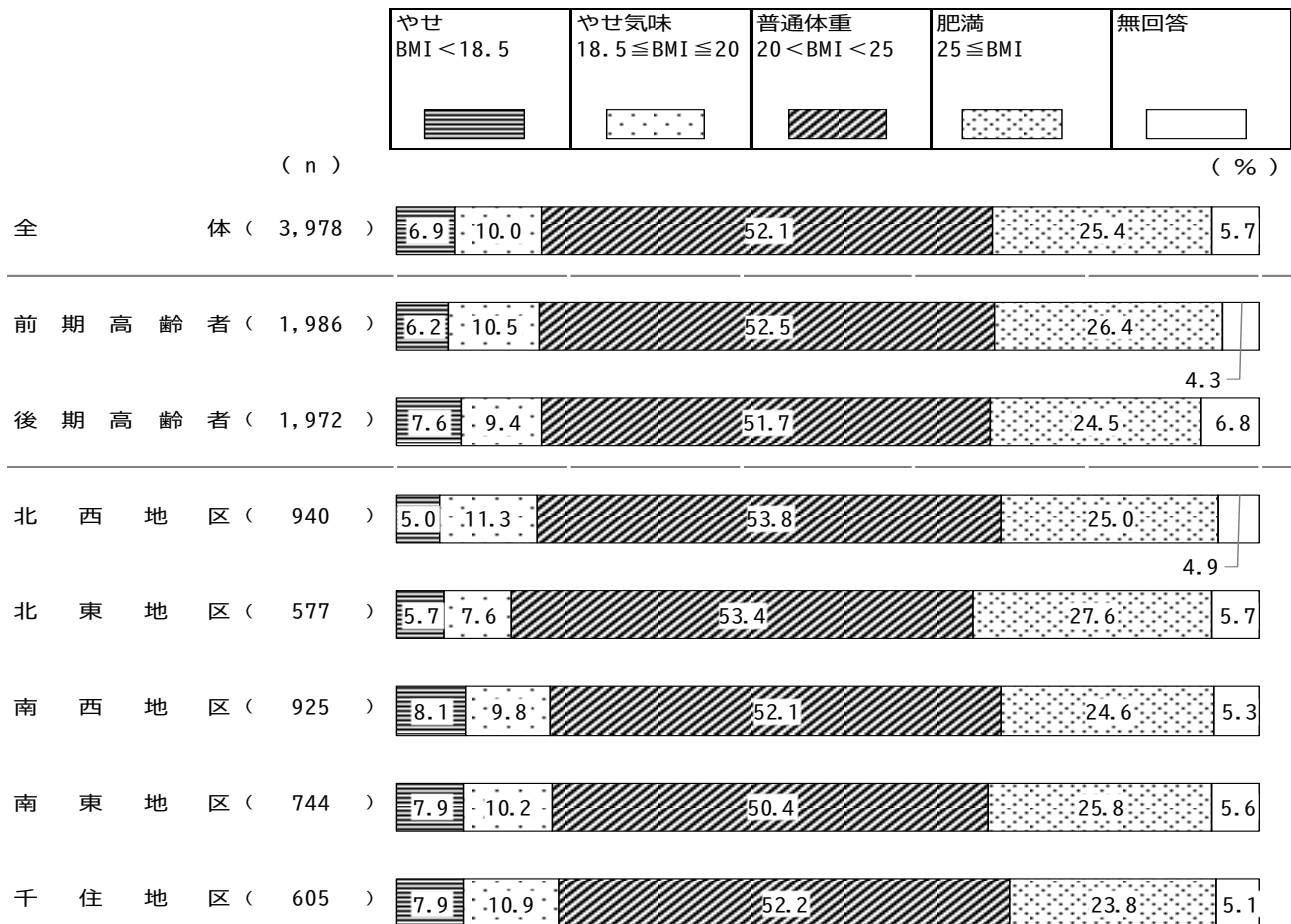 やせ
BMI＜18.5
やせ気味
18.5≦BMI≦20
普通体重
20＜BMI＜25
肥満
25≦BMI
無回答
( n )
( % )
全体 ( 3,978 ) 6.9 10.0 52.1 25.4 5.7
前期高齢者 ( 1,986 ) 6.2 10.5 52.5 26.4
4.3
後期高齢者 ( 1,972 ) 7.6 9.4 51.7 24.5 6.8
北西地区 ( 940 ) 5.0 11.3 53.8 25.0
4.9
北東地区 ( 577 ) 5.7 7.6 53.4 27.6 5.7
南西地区 ( 925 ) 8.1 9.8 52.1 24.6 5.3
南東地区 ( 744 ) 7.9 10.2 50.4 25.8 5.6
千住地区 ( 605 ) 7.9 10.9 52.2 23.8 5.1